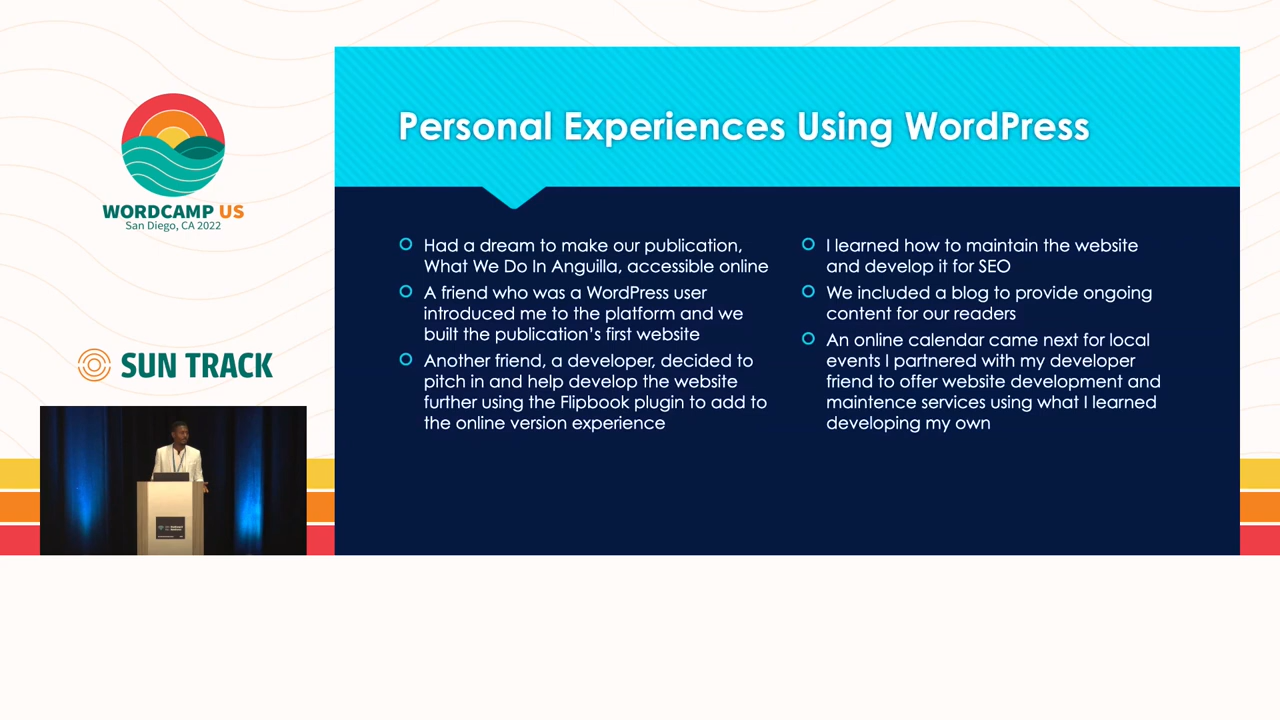 WORDCAMP US
San Diego, CA 2022
SUN TRACK
Personal Experiences Using WordPress
Had a dream to make our publication,
What We Do In Anguilla, accessible online
A friend who was a WordPress user
introduced me to the platform and we
built the publication's first website
Another friend, a developer, decided to
pitch in and help develop the website
further using the Flipbook plugin to add to
the online version experience
I learned how to maintain the website
and develop it for SEO
We included a blog to provide ongoing
content for our readers
An online calendar came next for local
events I partnered with my developer
friend to offer website development and
maintence services using what I learned
developing my own